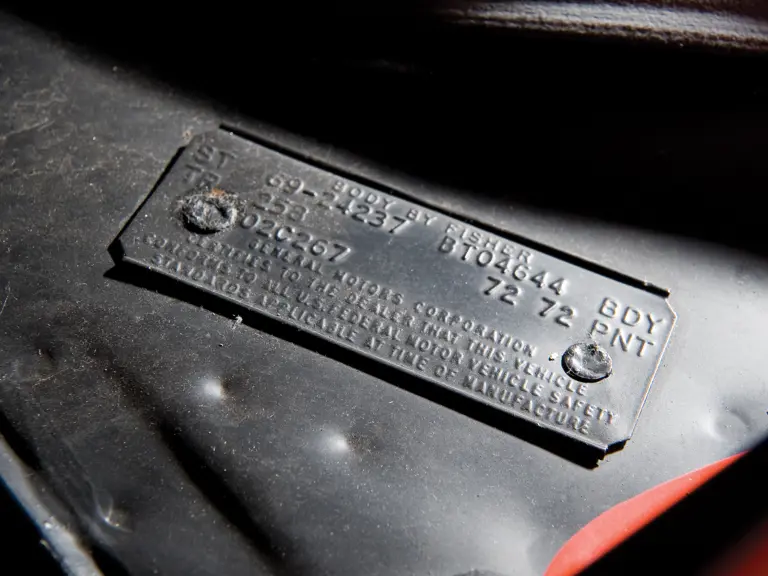 BODY BY FISHER
ST 69-24237 BT04644 BDY
TR 258 72 72 PNT
02C267
GENERAL MOTORS CORPORATION
CERTIFIES TO THE DEALER THAT THIS VEHICLE
CONFORMS TO ALL U.S. FEDERAL MOTOR VEHICLE SAFETY
STANDARDS APPLICABLE AT TIME OF MANUFACTURE